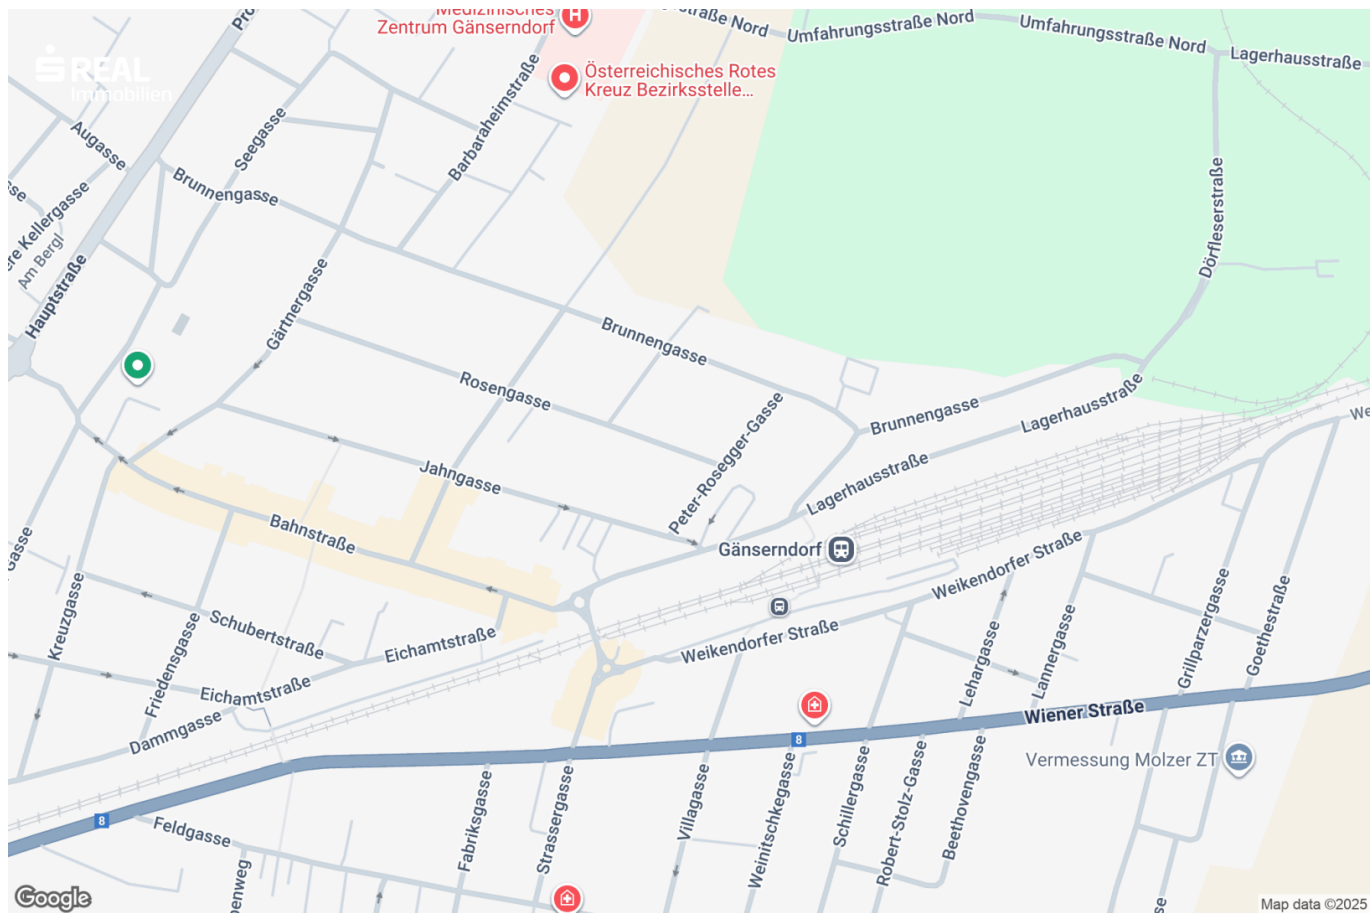 Medizinisches
Zentrum Gänserndorf
Umfahrungsstraße Nord
Umfahrungsstraße Nord
Lagerhausstraße
REAL
Immobilien
Österreichisches Rotes
Kreuz Bezirksstelle…
Augasse
Seegasse
Barbaraheimstraße
Brunnengasse
Am Bergl
Hauptstraße
Gärtnergasse
Dörfleserstraße
Brunnengasse
Rosengasse
Peter-Rosegger-Gasse
Brunnengasse
Lagerhausstraße
Jahngasse
Lagerhausstraße
Bahnstraße
Gänserndorf
Weikendorfer Straße
Kreuzgasse
Schubertstraße
Friedensgasse
Eichamtstraße
Weikendorfer Straße
Lehargasse
Lannergasse
Grillparzergasse
Goethestraße
Eichamtstraße
Dammgasse
Wiener Straße
8
Vermessung Molzer ZT
8
Feldgasse
Fabriksgasse
Strassergasse
Villagasse
Weinitschkegasse
Schillergasse
Robert-Stolz-Gasse
Beethovengasse
Google
Map data ©2025